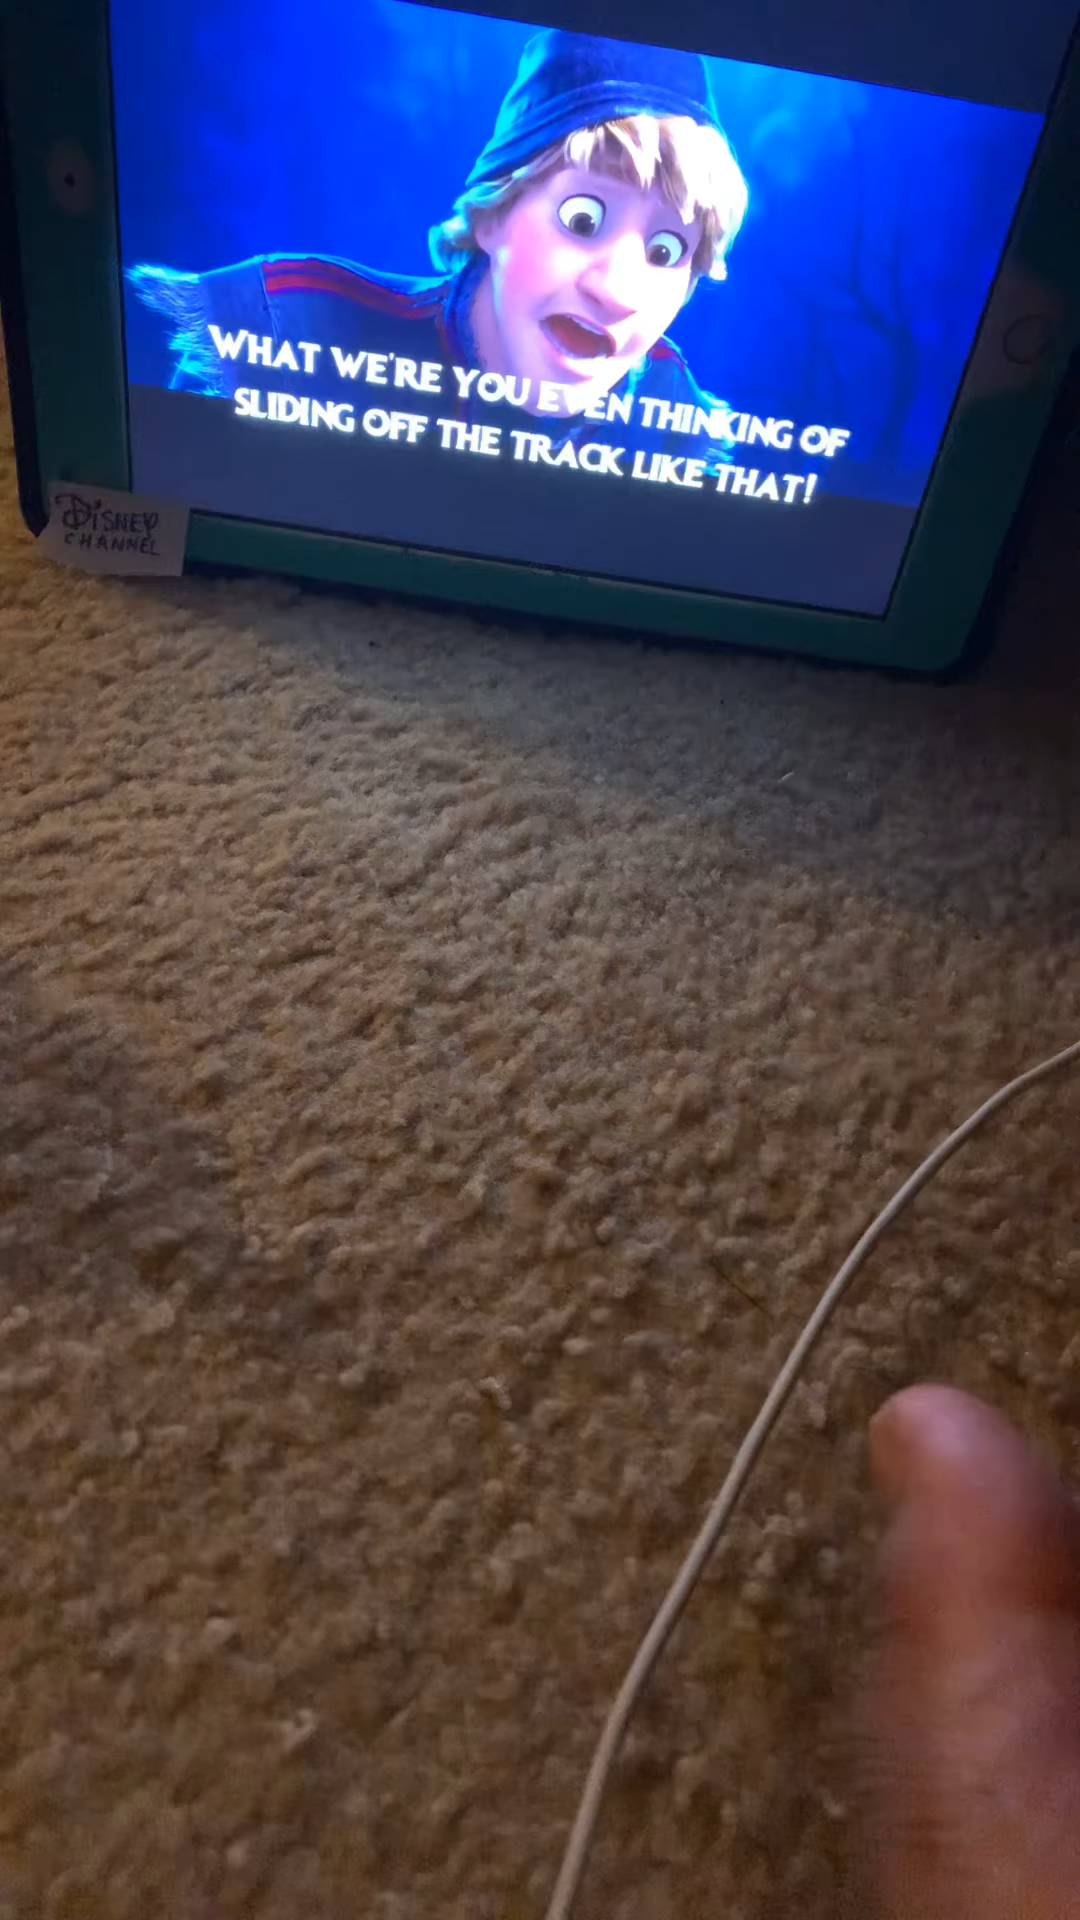 WHAT WE'RE YOU EVEN THINKING OF
SLIDING OFF THE TRACK LIKE THAT!
DISNEY
CHANNEL